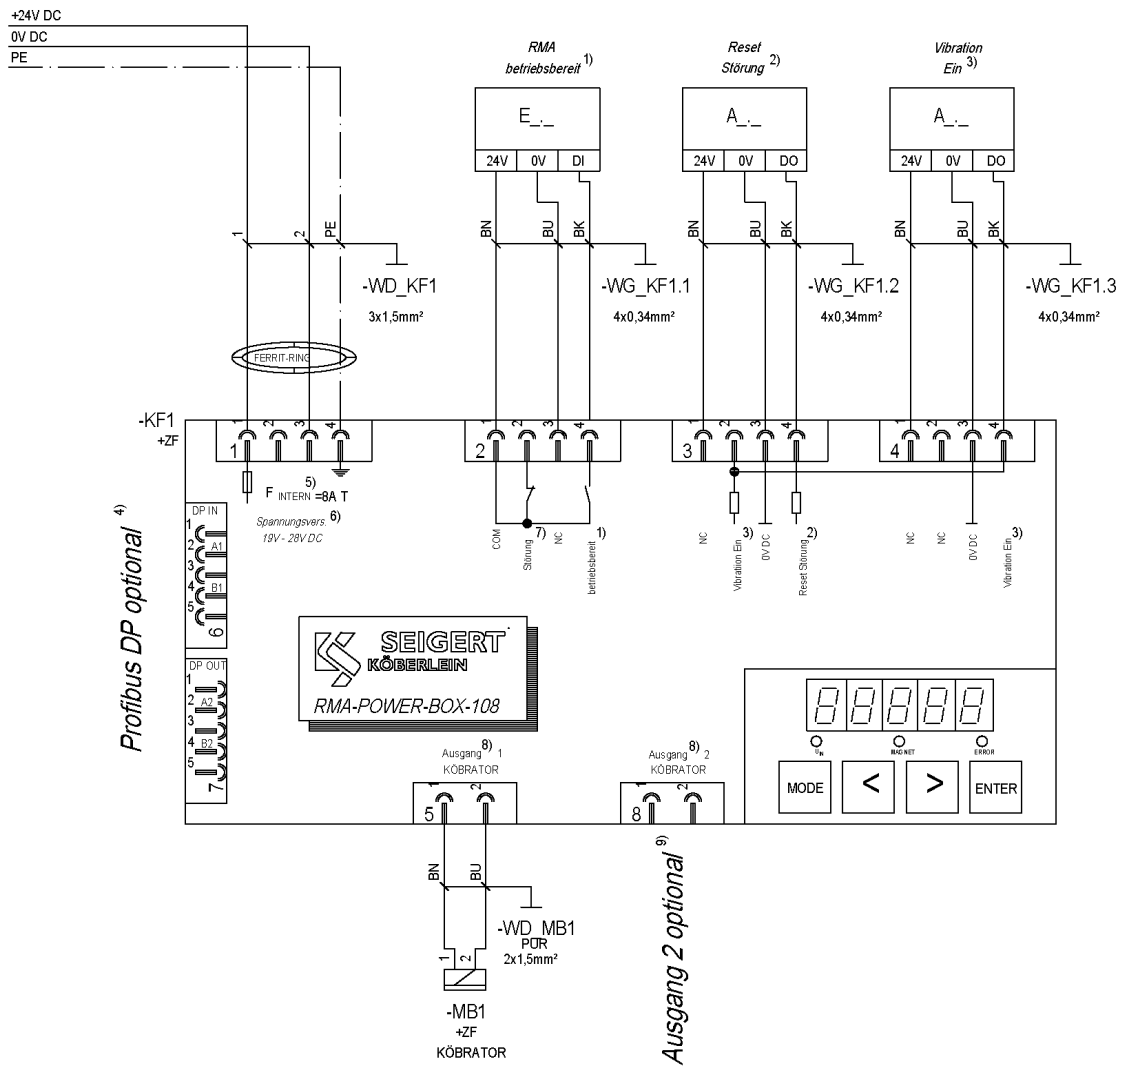 +24V DC
0V DC
PE
RMA
betriebsbereit 1)
Reset
Störung 2)
Vibration
Ein 3)
E_._
A_._
A_._
24V 0V DI
24V 0V DO
24V 0V DO
1 2 PE
BN BU BK
BN BU BK
BN BU BK
-WD_KF1
3x1,5mm²
-WG_KF1.1
4x0,34mm²
-WG_KF1.2
4x0,34mm²
-WG_KF1.3
4x0,34mm²
FERRIT-RING
-KF1
+ZF
1 1 2 3 4
2 1 2 3 4
3 1 2 3 4
4 1 2 3 4
F INTERN =8A T 5)
Spannungsvers. 6)
19V - 28V DC
COM
Störung 7)
NC
betriebsbereit 1)
NC
Vibratiion Ein 3)
0V DC
Reset Störung 2)
NC
NC
0V DC
Vibration Ein 3)
Profibus DP optional 4)
DP IN
1
2 A1
3
4 B1
5
6
DP OUT
1
2 A2
3
4 B2
5
7
SEIGERT
KÖBERLEIN
RMA-POWER-BOX-108
Ausgang 8) 1
KÖBRATOR
5 1 2
Ausgang 8) 2
KÖBRATOR
8 1 2
88888
U IN MAGNET ERROR
MODE < > ENTER
BN BU
-WD_MB1
PUR
2x1,5mm²
1 2
-MB1
+ZF
KÖBRATOR
Ausgang 2 optional 9)